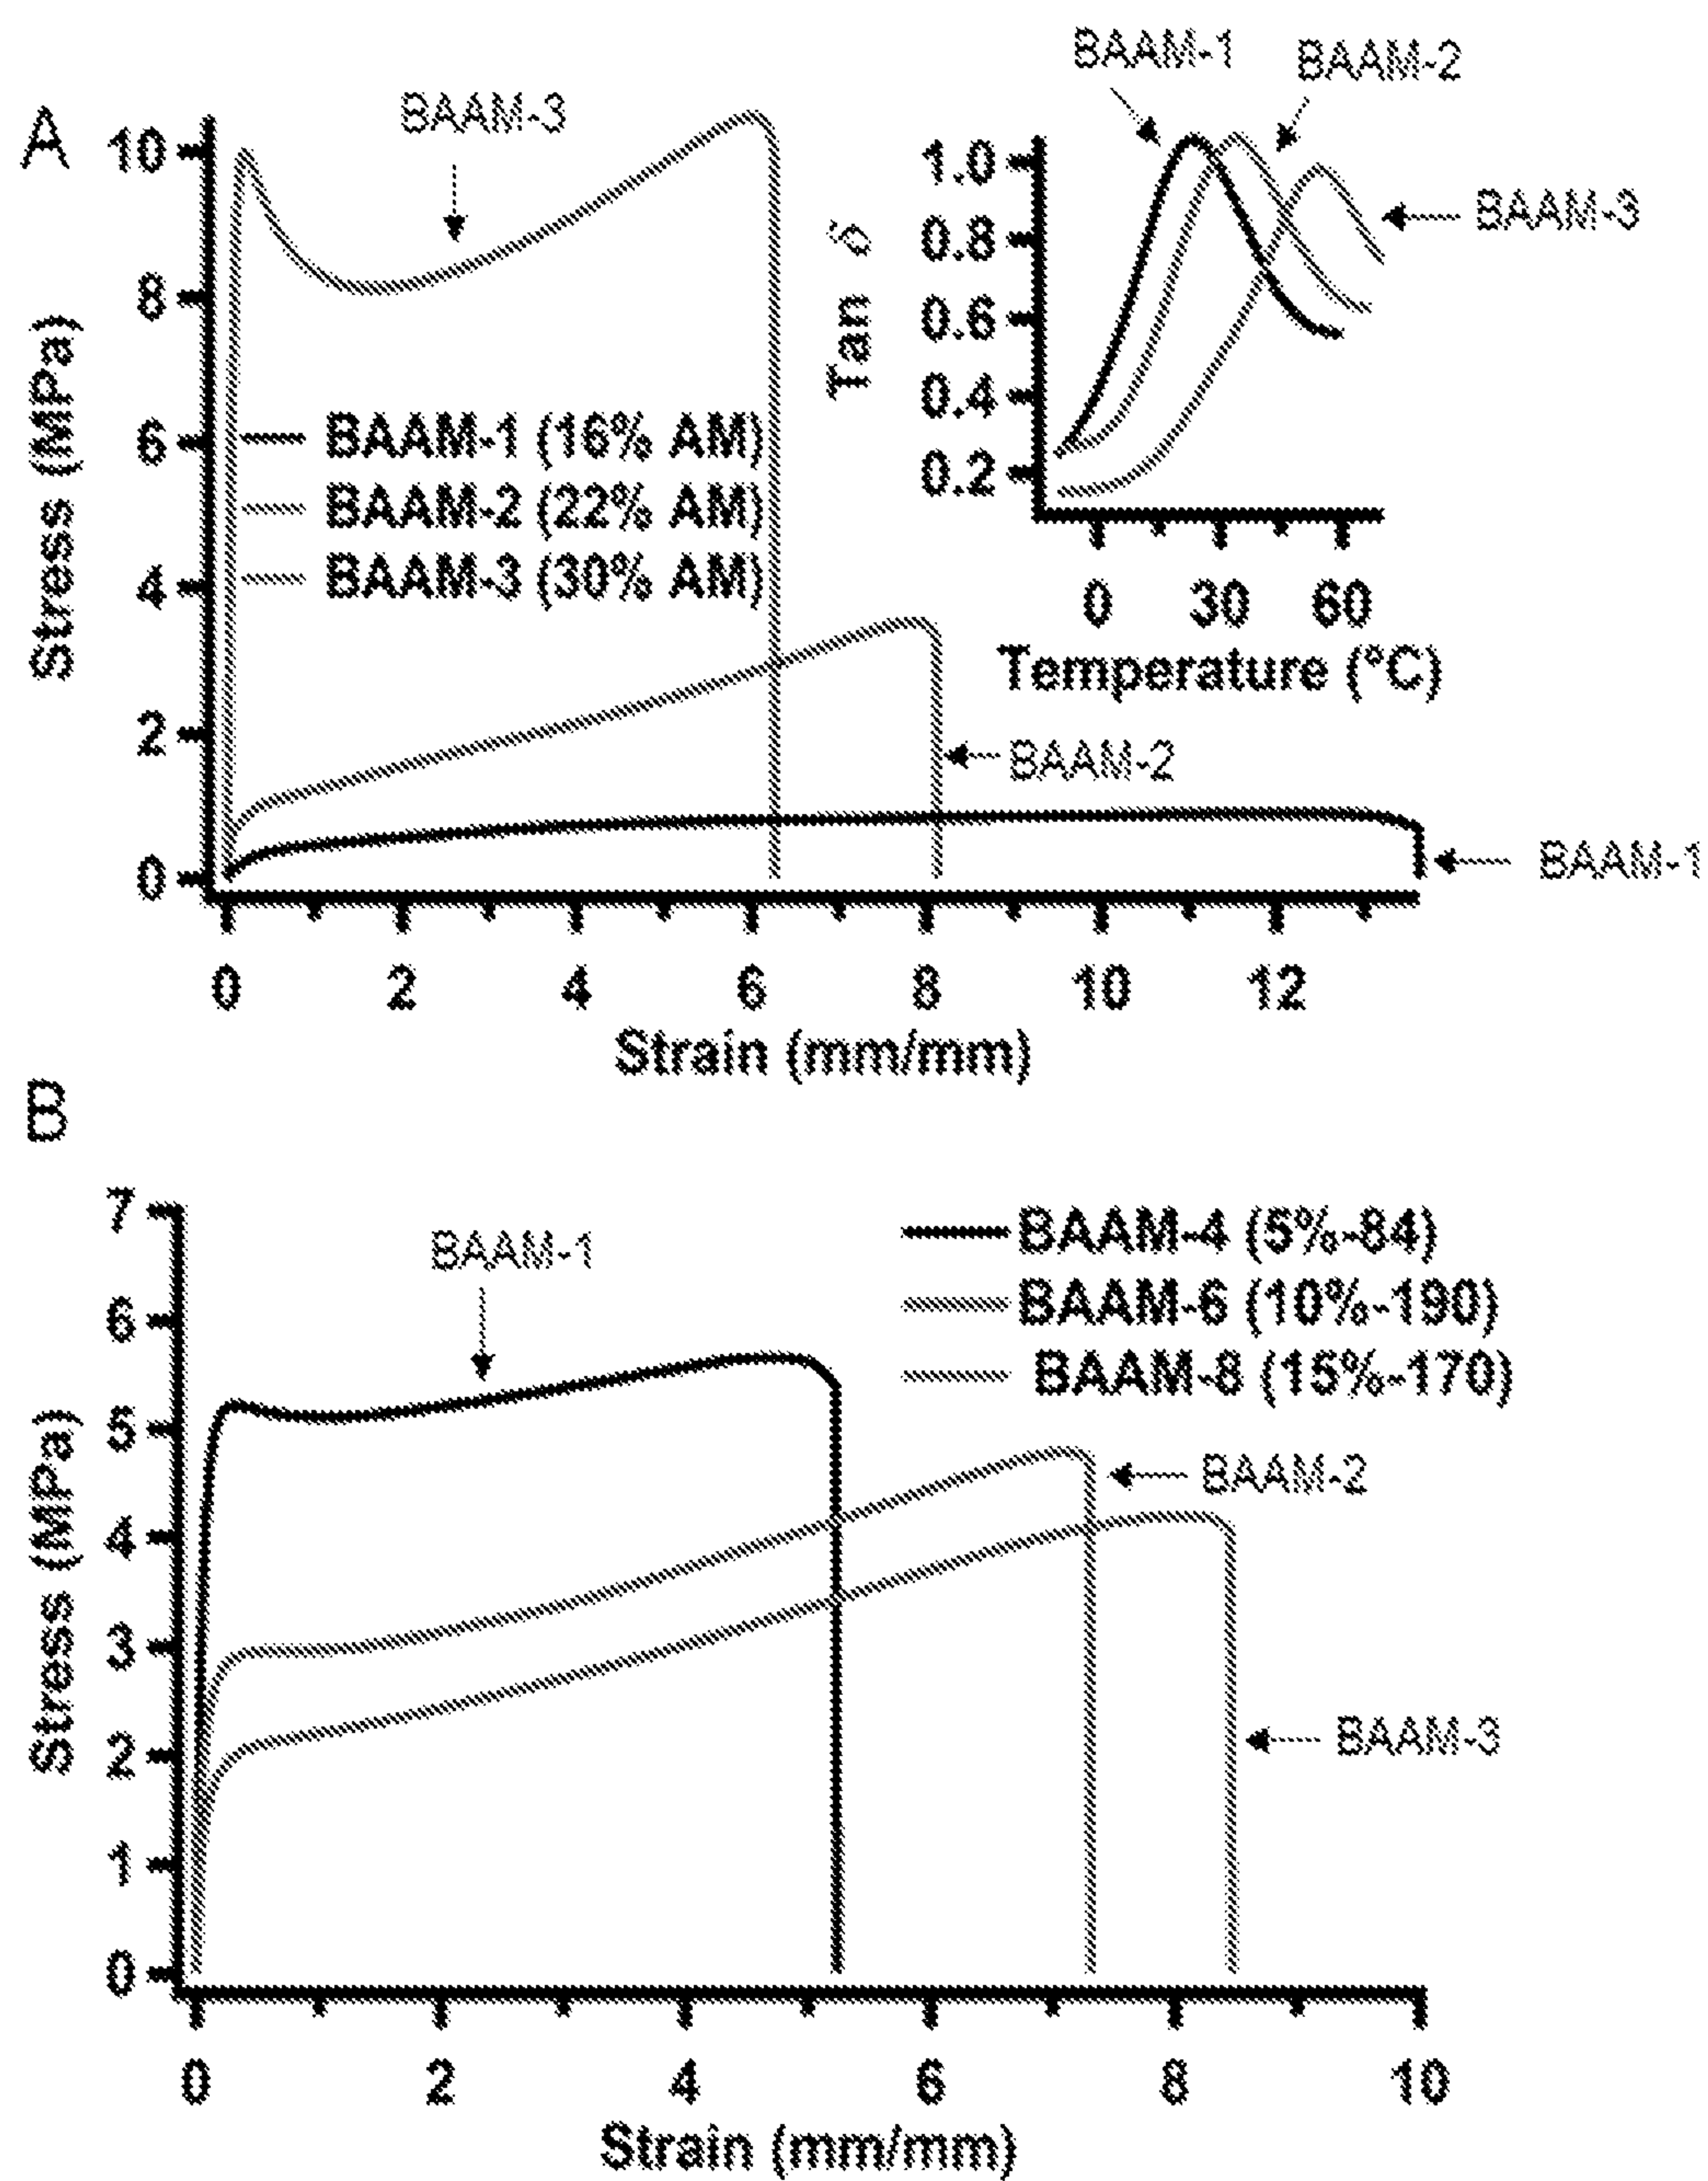 A
BAAM-3
BAAM-1
BAAM-2
BAAM-3
Stress (MPa)
10
8
6
4
2
0
BAAM-1 (16% AM)
BAAM-2 (22% AM)
BAAM-3 (30% AM)
Tan δ
1.0
0.8
0.6
0.4
0.2
0 30 60
Temperature (°C)
BAAM-2
BAAM-1
0 2 4 6 8 10 12
Strain (mm/mm)
B
BAAM-1
BAAM-4 (5%-84)
BAAM-6 (10%-190)
BAAM-8 (15%-170)
BAAM-2
BAAM-3
Stress (MPa)
7
6
5
4
3
2
1
0
0 2 4 6 8 10
Strain (mm/mm)